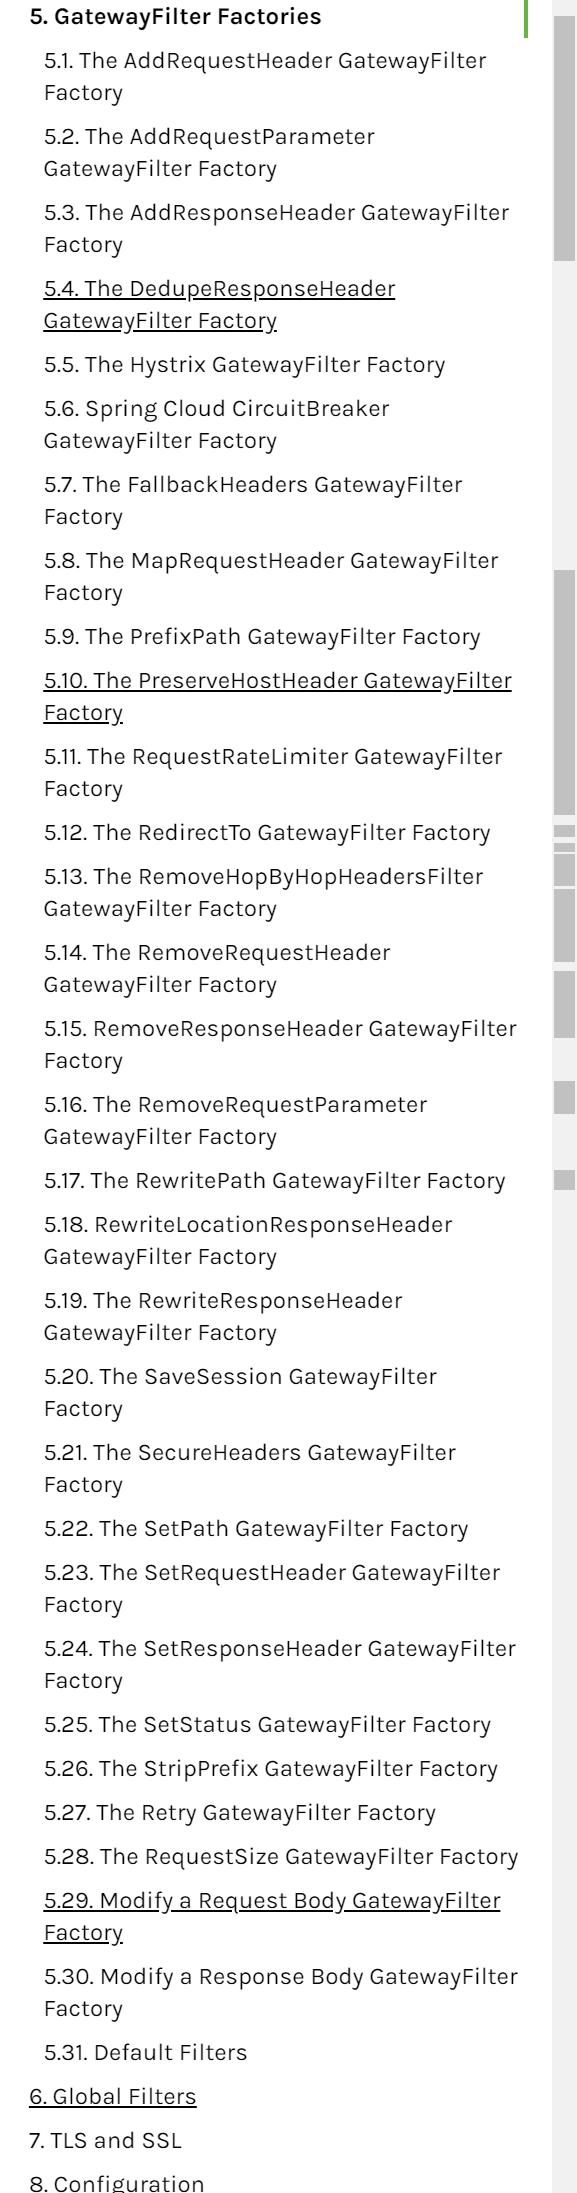 5. GatewayFilter Factories
5.1. The AddRequestHeader GatewayFilter
Factory
5.2. The AddRequestParameter
GatewayFilter Factory
5.3. The AddResponseHeader GatewayFilter
Factory
5.4. The DedupeResponseHeader
GatewayFilter Factory
5.5. The Hystrix GatewayFilter Factory
5.6. Spring Cloud CircuitBreaker
GatewayFilter Factory
5.7. The FallbackHeaders GatewayFilter
Factory
5.8. The MapRequestHeader GatewayFilter
Factory
5.9. The PrefixPath GatewayFilter Factory
5.10. The PreserveHostHeader GatewayFilter
Factory
5.11. The RequestRateLimiter GatewayFilter
Factory
5.12. The RedirectTo GatewayFilter Factory
5.13. The RemoveHopByHopHeadersFilter
GatewayFilter Factory
5.14. The RemoveRequestHeader
GatewayFilter Factory
5.15. RemoveResponseHeader GatewayFilter
Factory
5.16. The RemoveRequestParameter
GatewayFilter Factory
5.17. The RewritePath GatewayFilter Factory
5.18. RewriteLocationResponseHeader
GatewayFilter Factory
5.19. The RewriteResponseHeader
GatewayFilter Factory
5.20. The SaveSession GatewayFilter
Factory
5.21. The SecureHeaders GatewayFilter
Factory
5.22. The SetPath GatewayFilter Factory
5.23. The SetRequestHeader GatewayFilter
Factory
5.24. The SetResponseHeader GatewayFilter
Factory
5.25. The SetStatus GatewayFilter Factory
5.26. The StripPrefix GatewayFilter Factory
5.27. The Retry GatewayFilter Factory
5.28. The RequestSize GatewayFilter Factory
5.29. Modify a Request Body GatewayFilter
Factory
5.30. Modify a Response Body GatewayFilter
Factory
5.31. Default Filters
6. Global Filters
7. TLS and SSL
8. Configuration